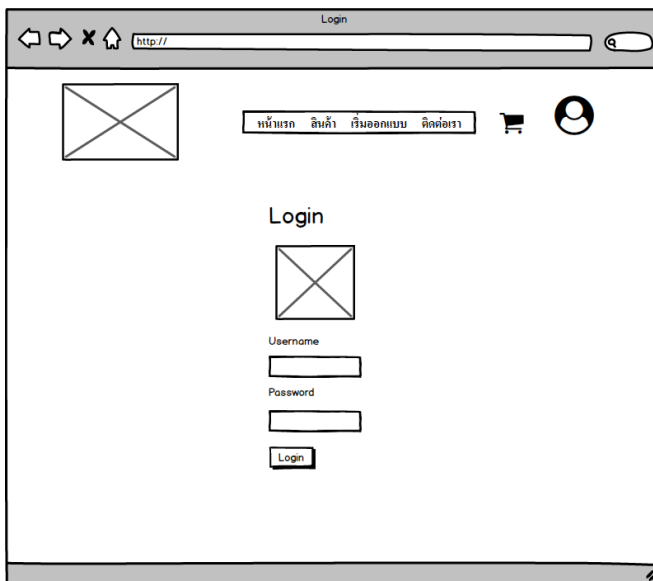 Login
http://
หน้าแรก สินค้า เริ่มออกแบบ ติดต่อเรา
Login
Username
Password
Login